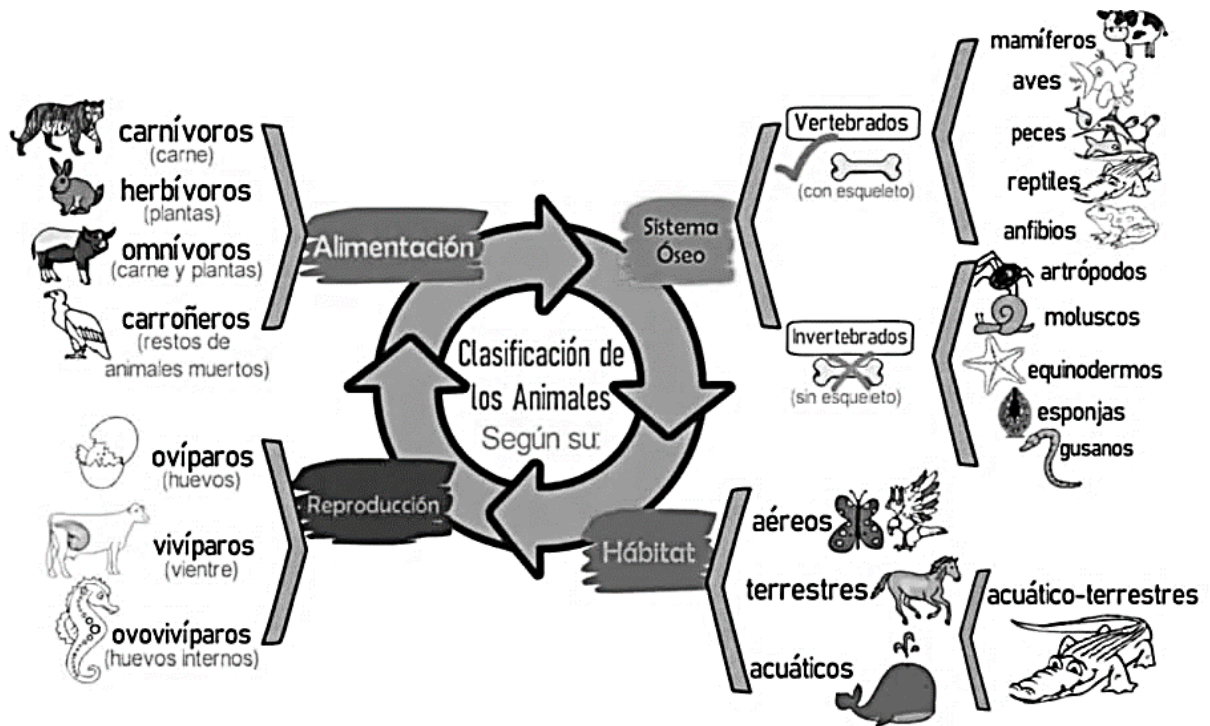 Clasificación de
los Animales
Según su:
Alimentación
carnívoros
(carne)
herbívoros
(plantas)
omnívoros
(carne y plantas)
carroñeros
(restos de
animales muertos)
Sistema
Óseo
Vertebrados
(con esqueleto)
mamíferos
aves
peces
reptiles
anfibios
Invertebrados
(sin esqueleto)
artrópodos
moluscos
equinodermos
esponjas
gusanos
Hábitat
aéreos
terrestres
acuáticos
acuático-terrestres
Reproducción
ovíparos
(huevos)
vivíparos
(vientre)
ovovivíparos
(huevos internos)